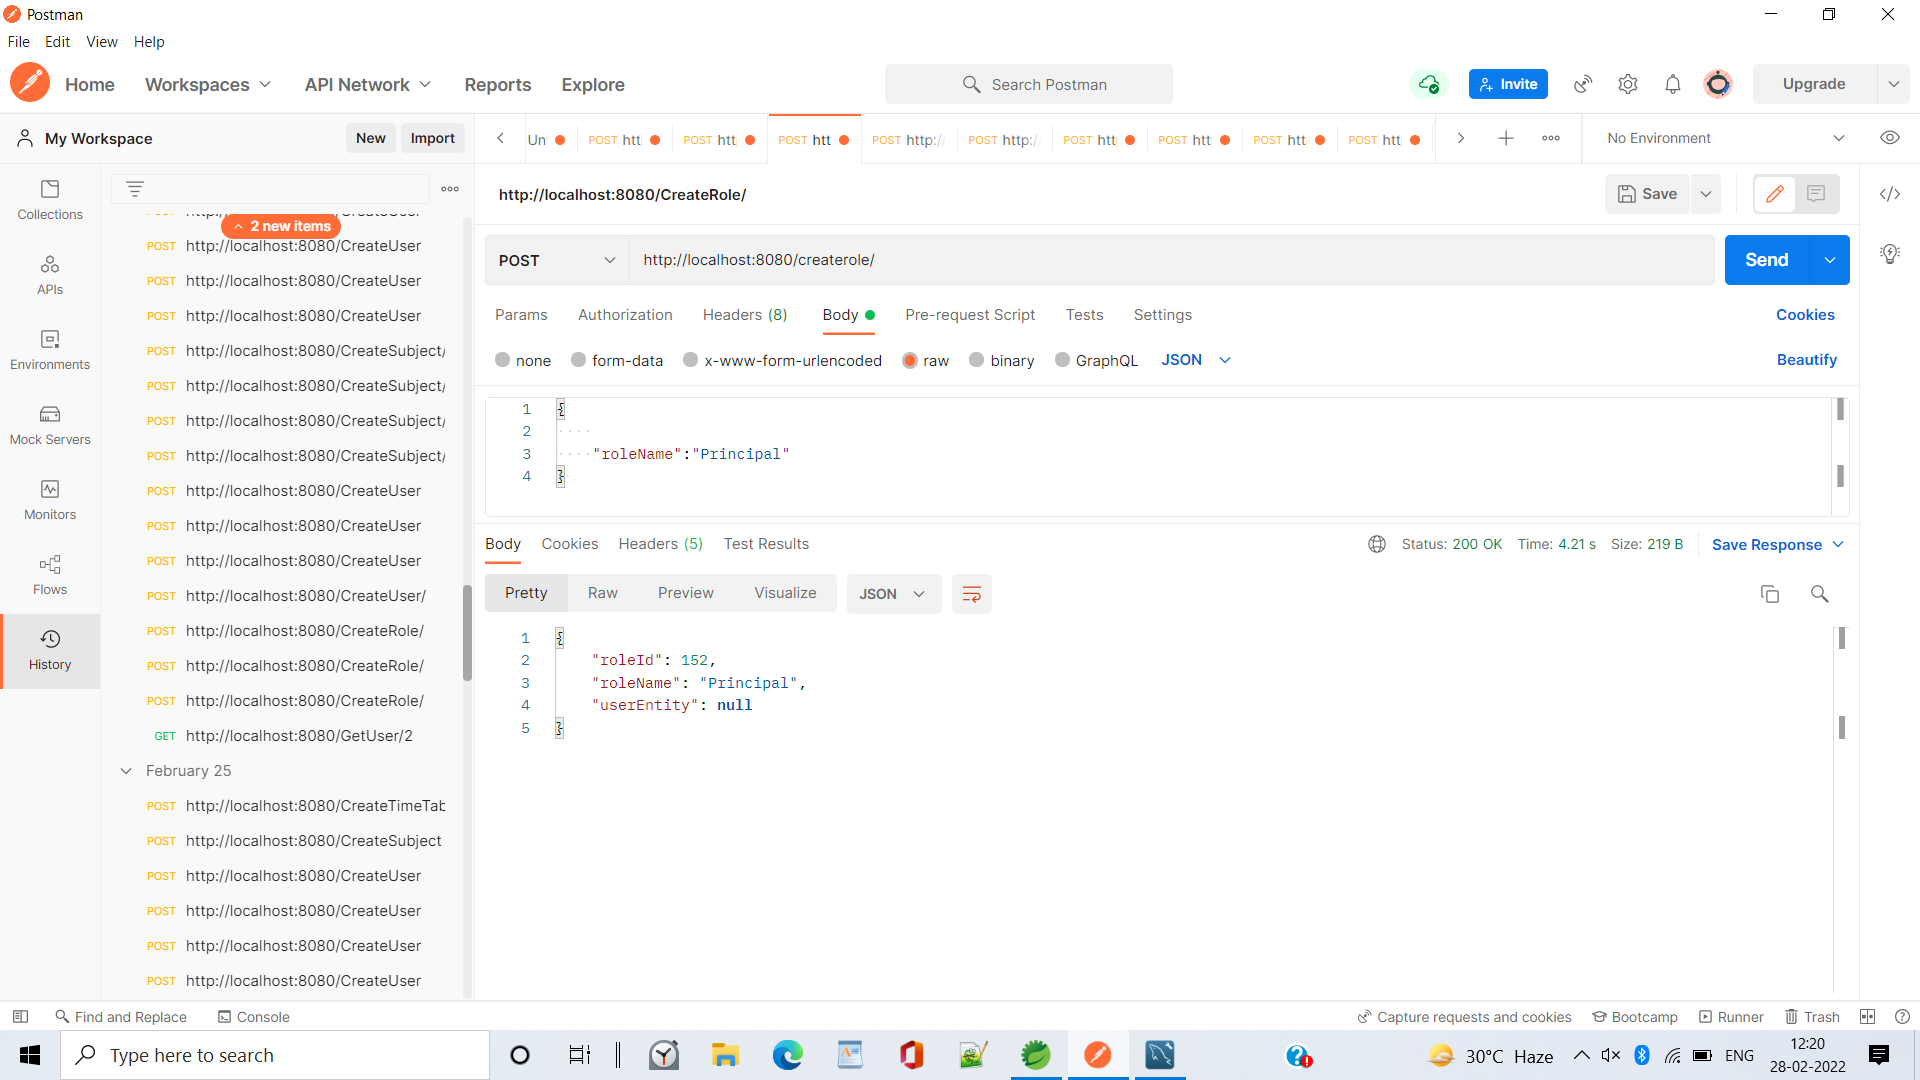 Postman
File Edit View Help
Home Workspaces API Network Reports Explore Search Postman Invite Upgrade
My Workspace New Import Un POST htt POST htt POST htt POST http:/ POST http:/ POST htt POST htt POST htt POST htt No Environment
http://localhost:8080/CreateRole/ Save
POST http://localhost:8080/createrole/ Send
Params Authorization Headers (8) Body Pre-request Script Tests Settings Cookies
none form-data x-www-form-urlencoded raw binary GraphQL JSON Beautify
1 {
2
3 "roleName":"Principal"
4 }
Body Cookies Headers (5) Test Results Status: 200 OK Time: 4.21 s Size: 219 B Save Response
Pretty Raw Preview Visualize JSON
1 {
2 "roleId": 152,
3 "roleName": "Principal",
4 "userEntity": null
5 }
Collections
APIs
Environments
Mock Servers
Monitors
Flows
History
2 new items
POST http://localhost:8080/CreateUser
POST http://localhost:8080/CreateUser
POST http://localhost:8080/CreateUser
POST http://localhost:8080/CreateSubject/
POST http://localhost:8080/CreateSubject/
POST http://localhost:8080/CreateSubject/
POST http://localhost:8080/CreateSubject/
POST http://localhost:8080/CreateUser
POST http://localhost:8080/CreateUser
POST http://localhost:8080/CreateUser
POST http://localhost:8080/CreateUser/
POST http://localhost:8080/CreateRole/
POST http://localhost:8080/CreateRole/
POST http://localhost:8080/CreateRole/
GET http://localhost:8080/GetUser/2
February 25
POST http://localhost:8080/CreateTimeTab
POST http://localhost:8080/CreateSubject
POST http://localhost:8080/CreateUser
POST http://localhost:8080/CreateUser
POST http://localhost:8080/CreateUser
POST http://localhost:8080/CreateUser
Find and Replace Console Capture requests and cookies Bootcamp Runner Trash
Type here to search 30°C Haze ENG 12:20
28-02-2022